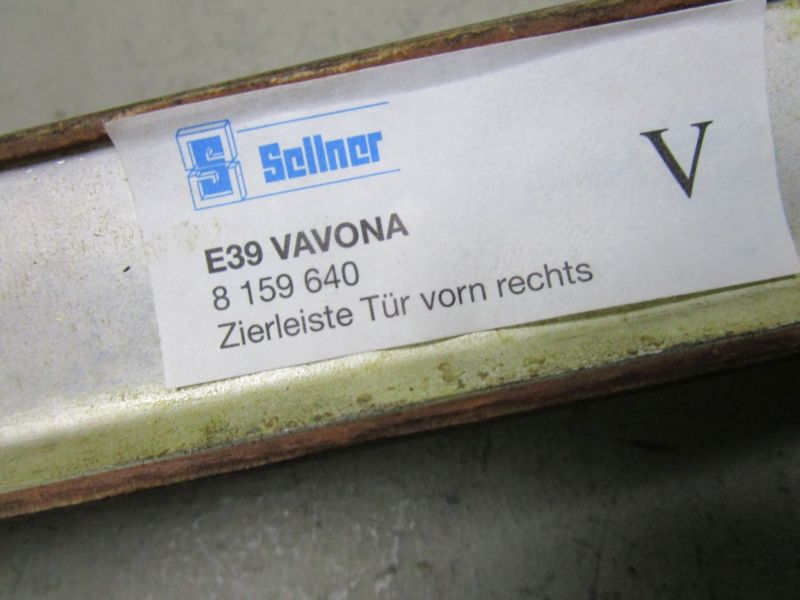 S Sellner
V
E39 VAVONA
8 159 640
Zierleiste Tür vorn rechts